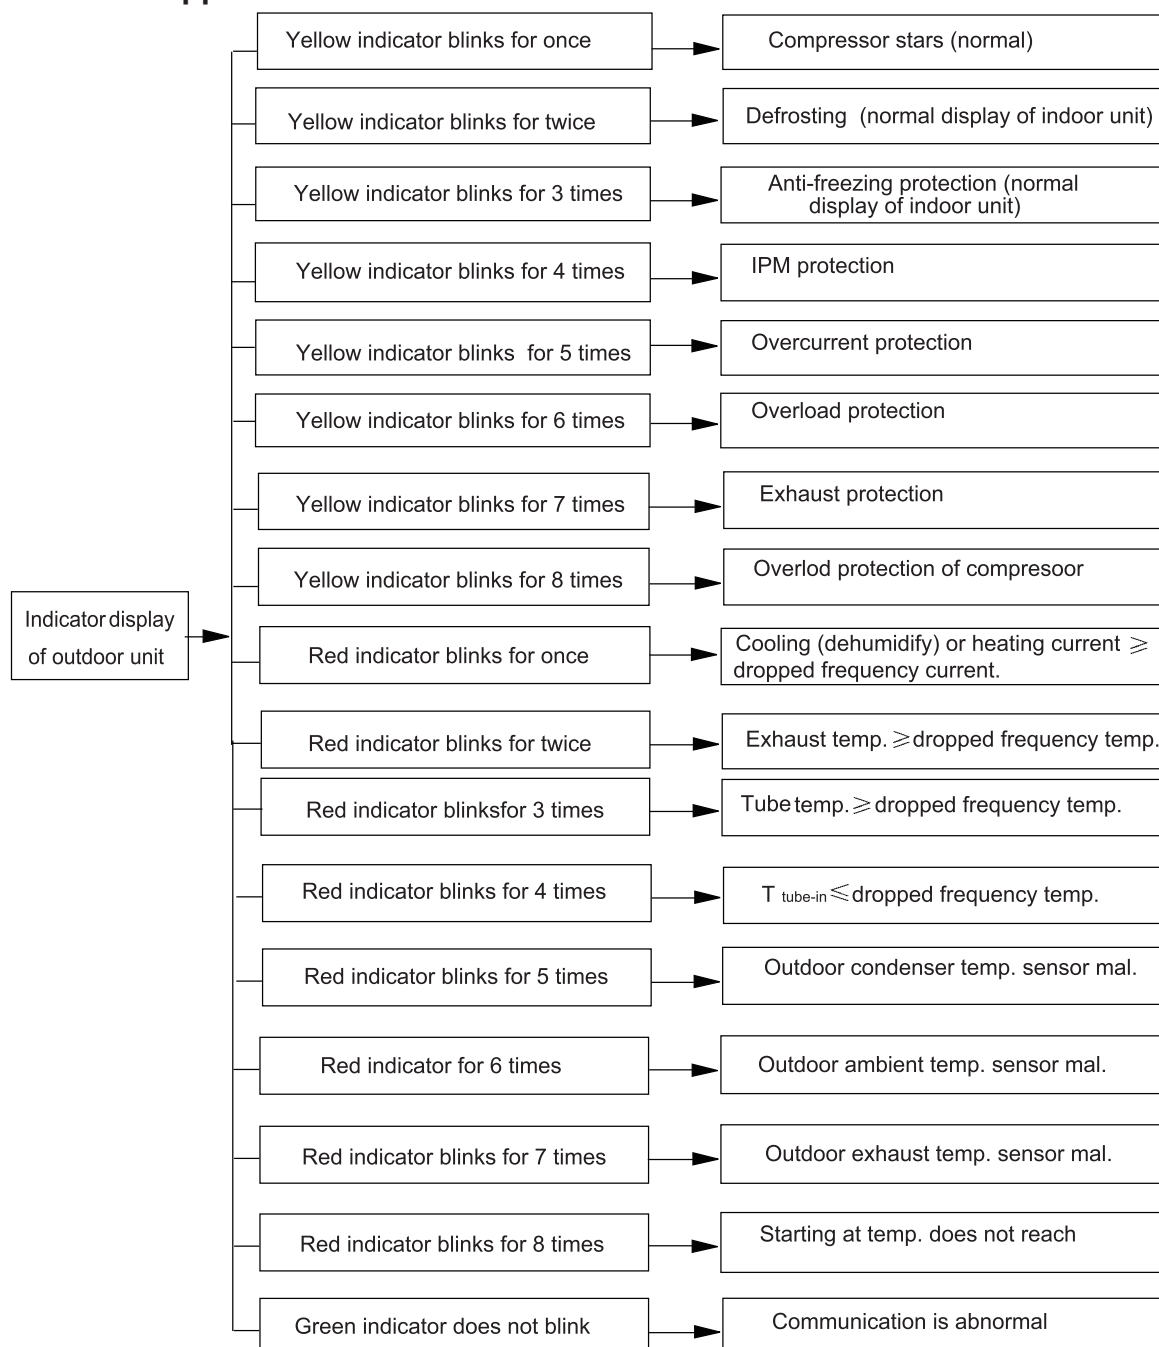 pp
Yellow indicator blinks for once
Compressor stars (normal)
Yellow indicator blinks for twice
Defrosting (normal display of indoor unit)
Yellow indicator blinks for 3 times
Anti-freezing protection (normal
display of indoor unit)
Yellow indicator blinks for 4 times
IPM protection
Yellow indicator blinks for 5 times
Overcurrent protection
Yellow indicator blinks for 6 times
Overload protection
Yellow indicator blinks for 7 times
Exhaust protection
Yellow indicator blinks for 8 times
Overlod protection of compresoor
Indicator display
of outdoor unit
Red indicator blinks for once
Cooling (dehumidify) or heating current ⩾
dropped frequency current.
Red indicator blinks for twice
Exhaust temp. ⩾dropped frequency temp.
Red indicator blinksfor 3 times
Tube temp. ⩾dropped frequency temp.
Red indicator blinks for 4 times
T tube-in ⩽dropped frequency temp.
Red indicator blinks for 5 times
Outdoor condenser temp. sensor mal.
Red indicator for 6 times
Outdoor ambient temp. sensor mal.
Red indicator blinks for 7 times
Outdoor exhaust temp. sensor mal.
Red indicator blinks for 8 times
Starting at temp. does not reach
Green indicator does not blink
Communication is abnormal